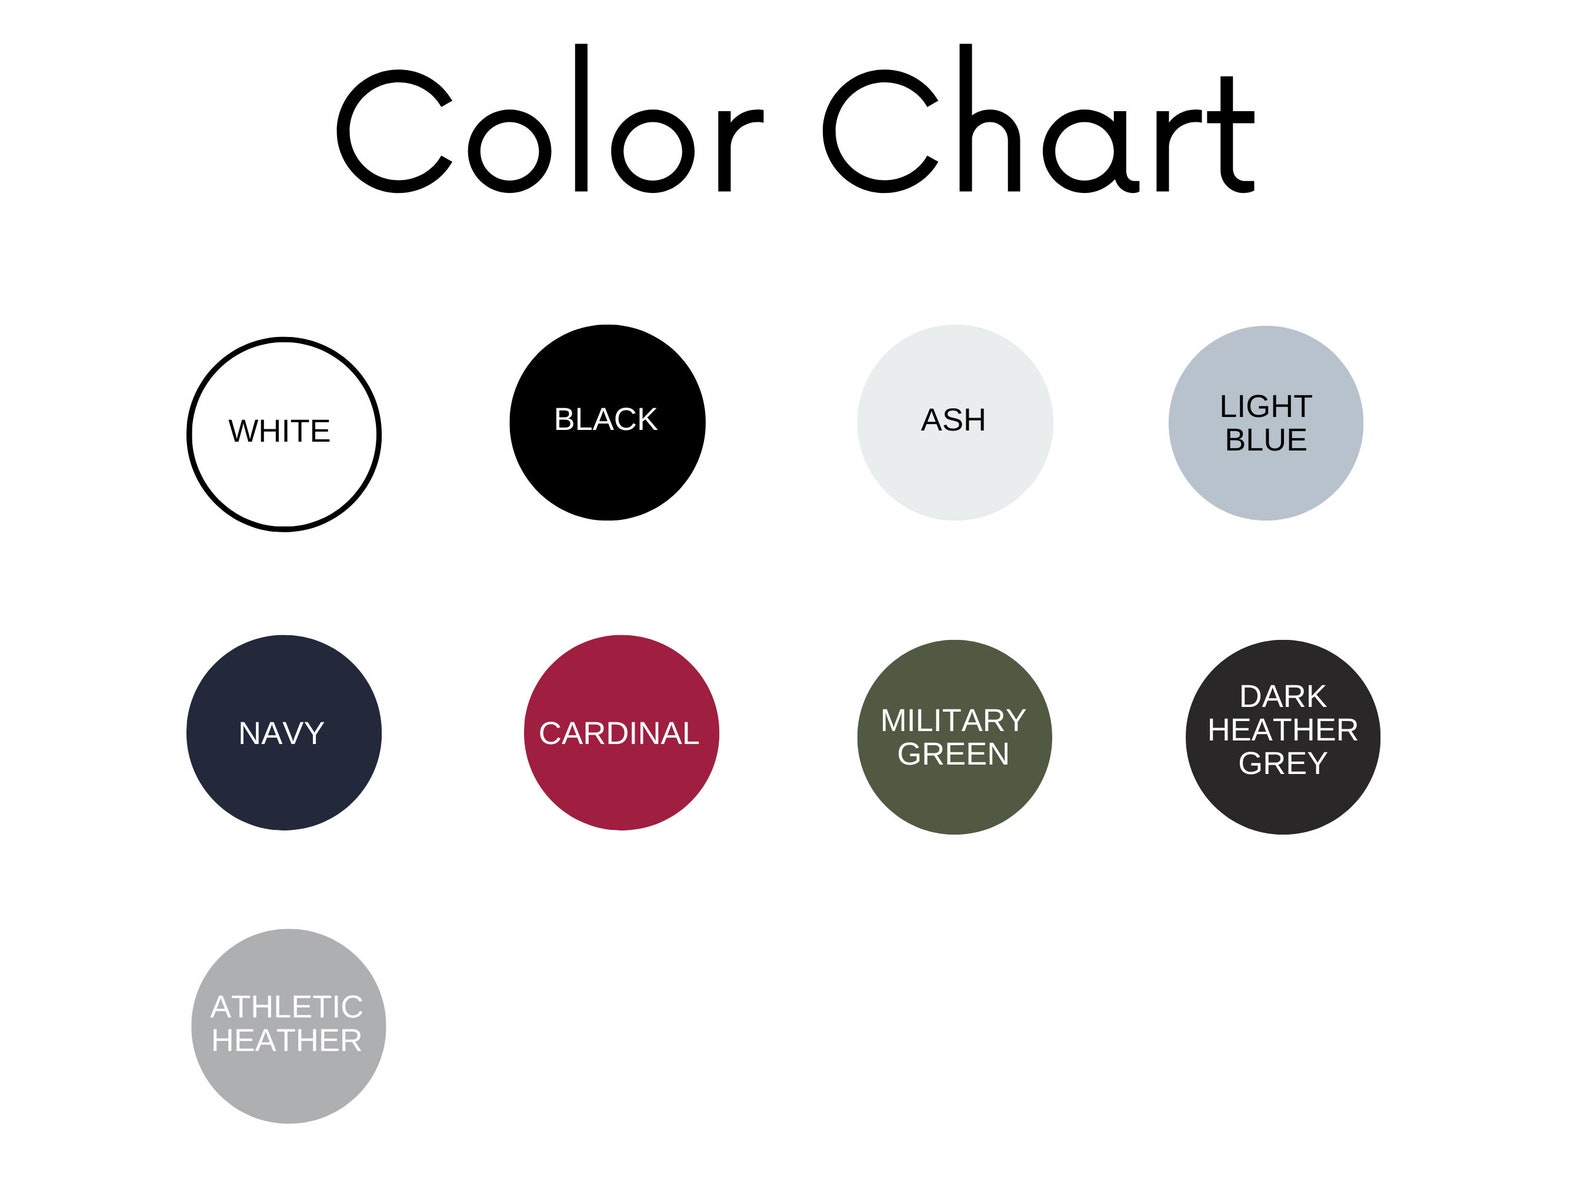 Color Chart
WHITE
BLACK
ASH
LIGHT
BLUE
NAVY
CARDINAL
MILITARY
GREEN
DARK
HEATHER
GREY
ATHLETIC
HEATHER